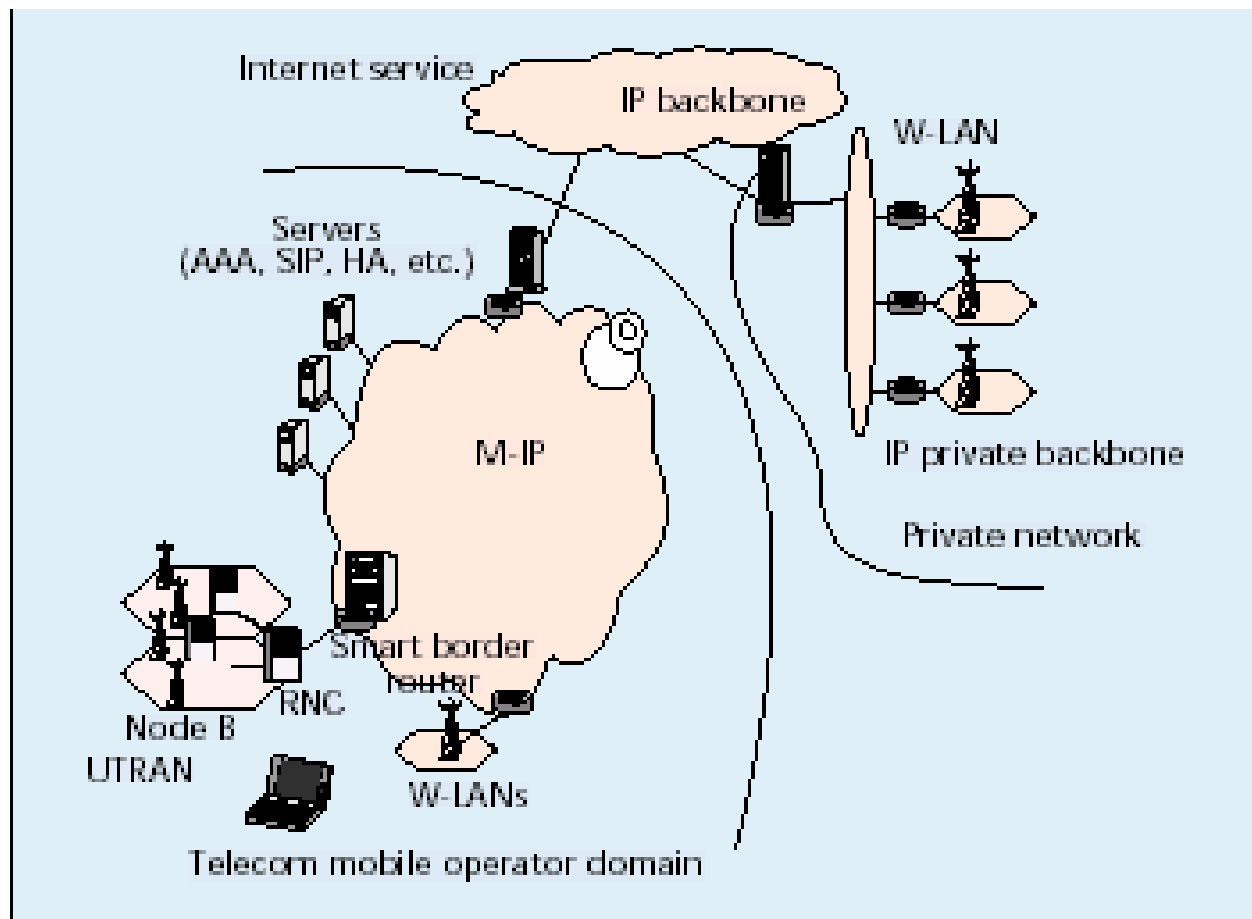 Internet service
IP backbone
W-LAN
Servers
(AAA, SIP, HA, etc.)
M-IP
IP private backbone
Private network
Smart border
router
RNC
Node B
UTRAN
W-LANs
Telecom mobile operator domain